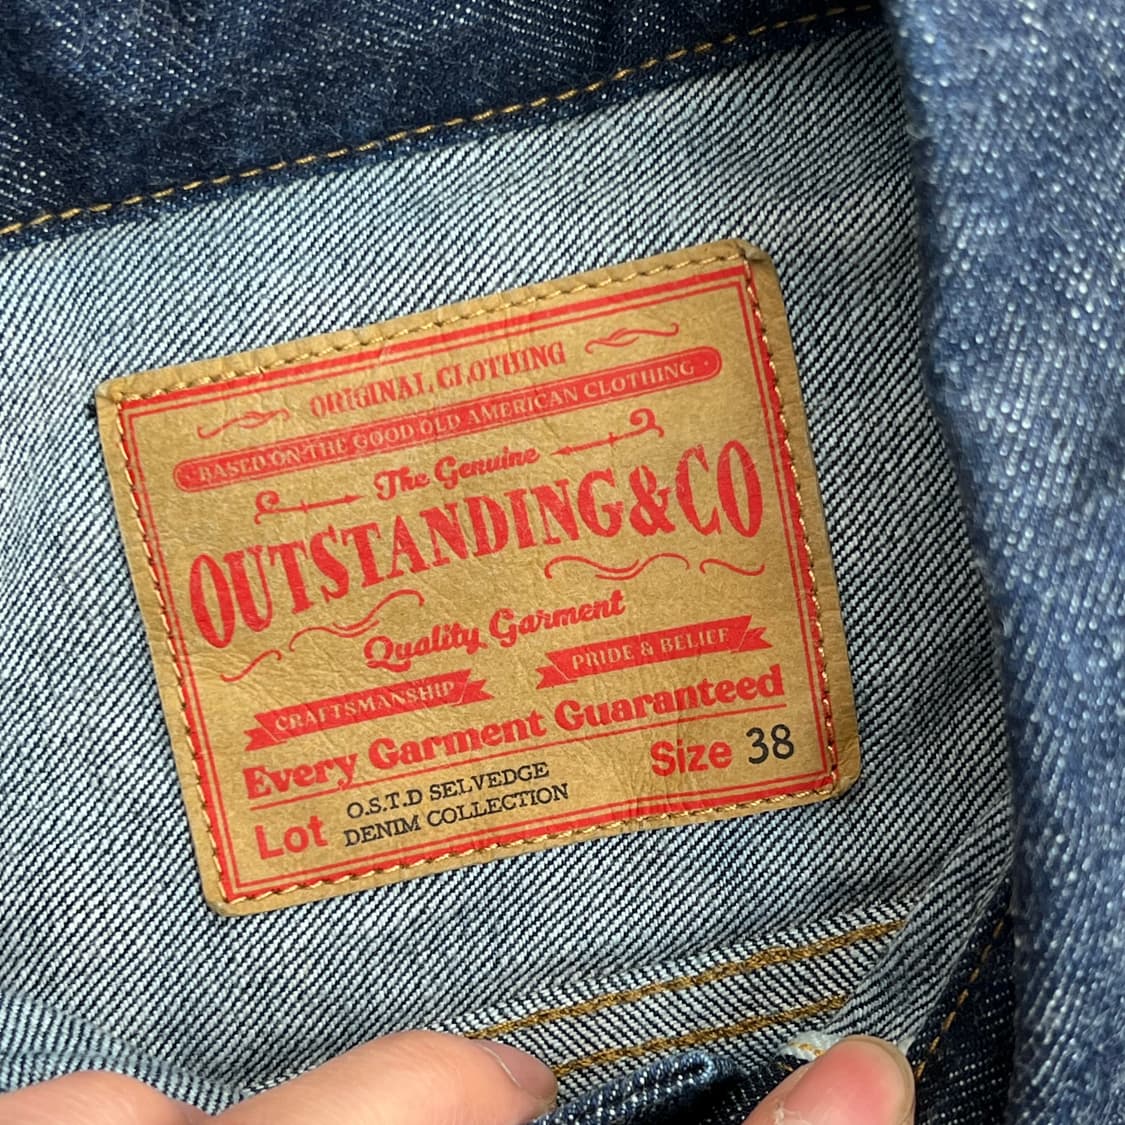 ORIGINAL CLOTHING
BASED ON THE GOOD OLD AMERICAN CLOTHING
The Genuine
OUTSTANDING&CO
Quality Garment
CRAFTSMANSHIP PRIDE & BELIEF
Every Garment Guaranteed
Lot O.S.T.D SELVEDGE Size 38
DENIM COLLECTION